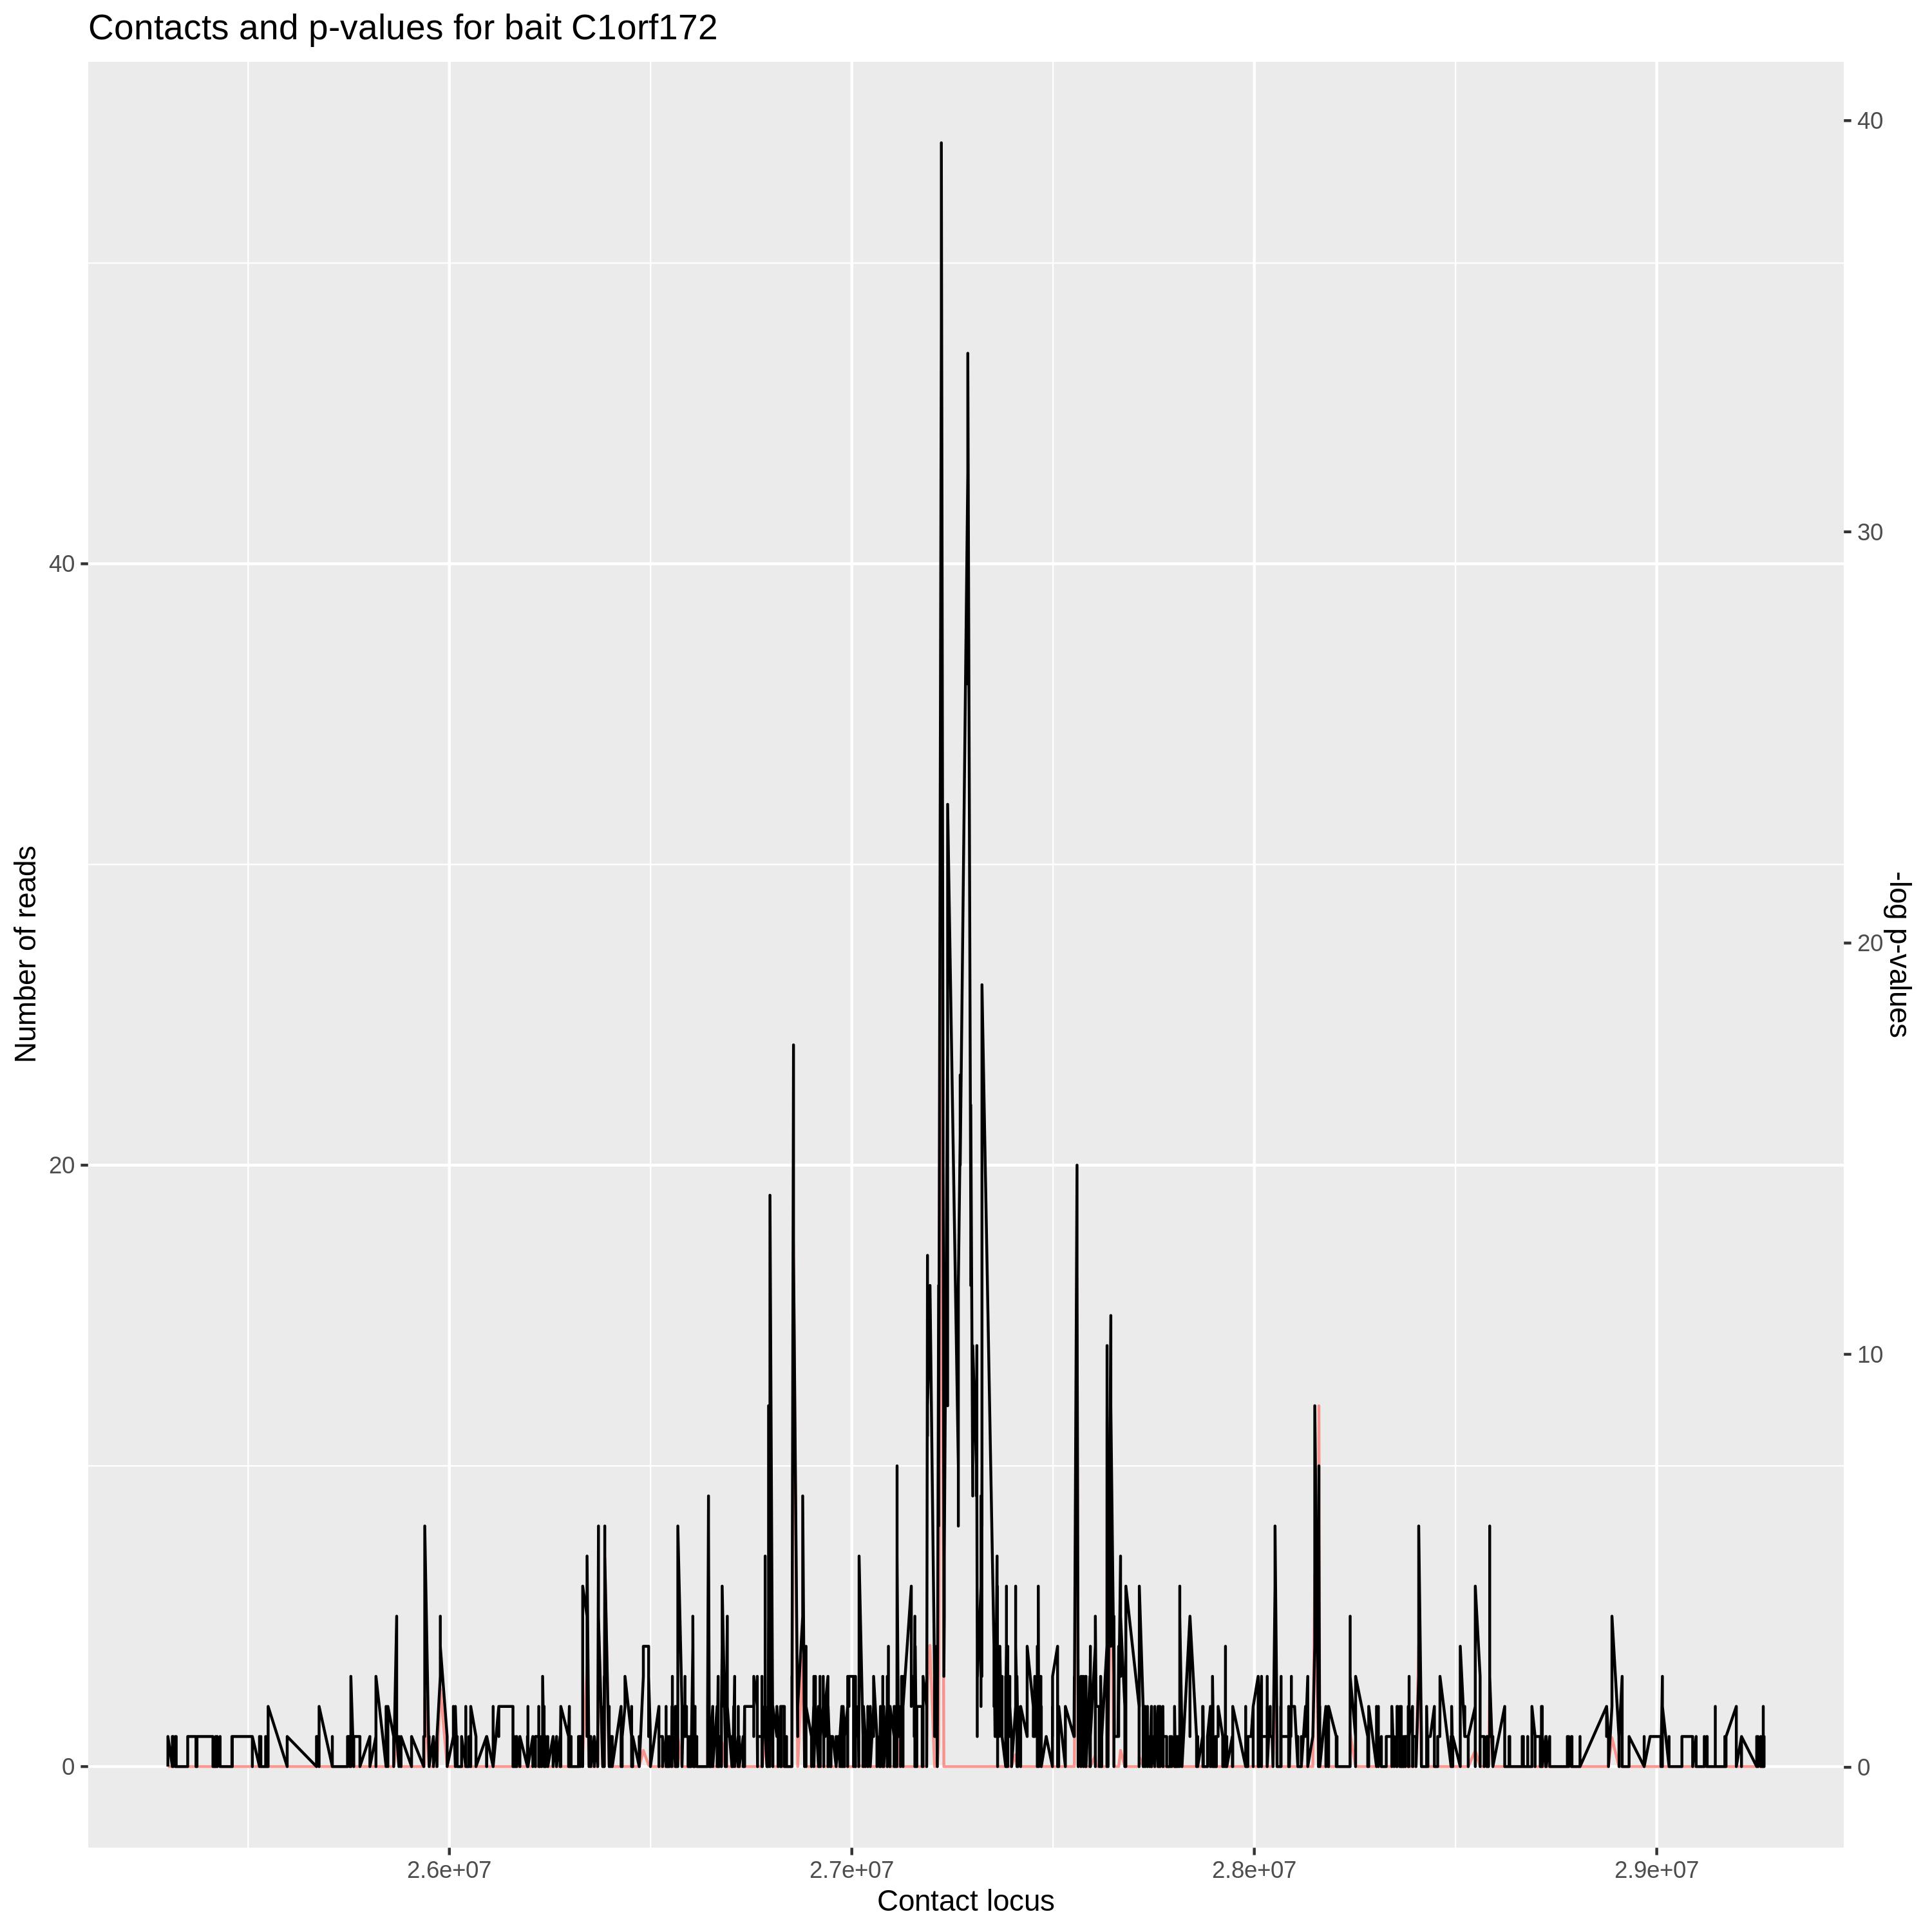 Contacts and p-values for bait C1orf172
Number of reads
40
20
0
40
30
20
10
0
-log p-values
2.6e+07 2.7e+07 2.8e+07 2.9e+07
Contact locus